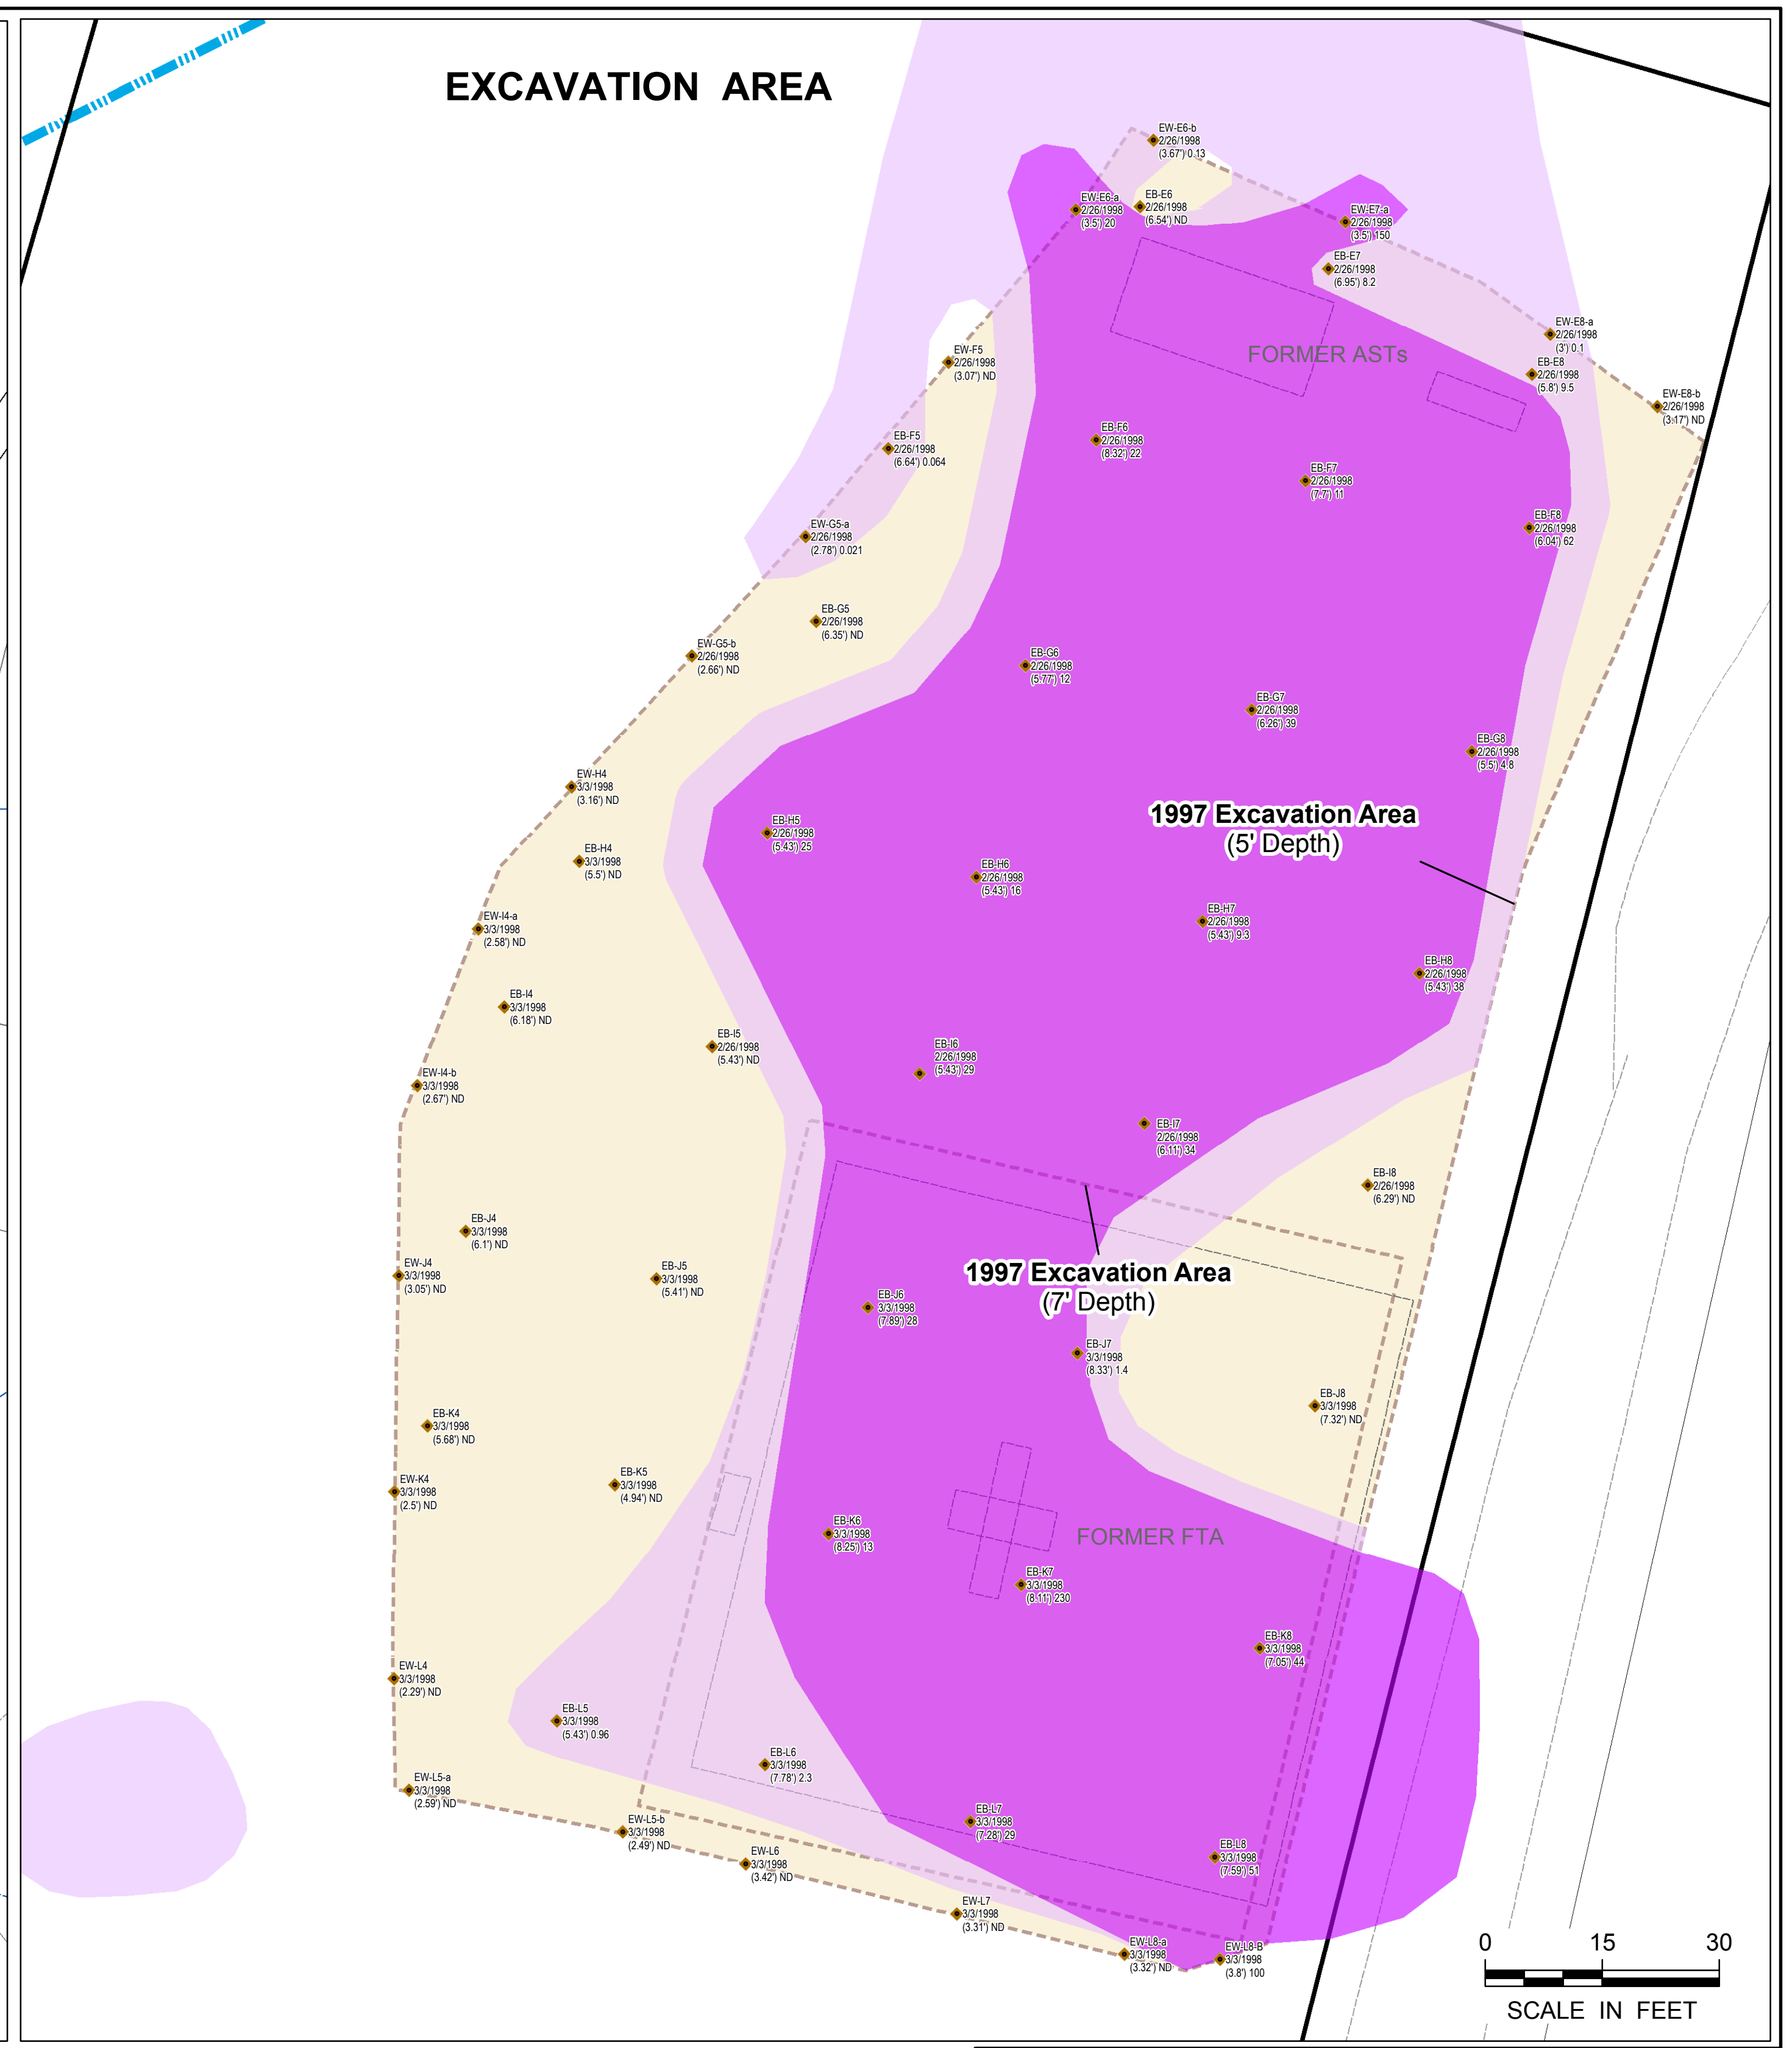 EXCAVATION AREA
EW-E6-b
2/26/1998
(3.67') 0.13
EW-E6-a
2/26/1998
(3.5') 20
EB-E6
2/26/1998
(6.54') ND
EW-E7-a
2/26/1998
(3.5') 150
EB-E7
2/26/1998
(6.95') 8.2
EW-E8-a
2/26/1998
(3') 0.1
FORMER ASTs
EW-F5
2/26/1998
(3.07') ND
EB-E8
2/26/1998
(5.8') 9.5
EW-E8-b
2/26/1998
(3.17') ND
EB-F5
2/26/1998
(6.64') 0.064
EB-F6
2/26/1998
(8.32') 22
EB-F7
2/26/1998
(7.7') 11
EB-F8
2/26/1998
(6.04') 62
EW-G5-a
2/26/1998
(2.78') 0.021
EB-G5
2/26/1998
(6.35') ND
EW-G5-b
2/26/1998
(2.66') ND
EB-G6
2/26/1998
(5.77') 12
EB-G7
2/26/1998
(6.26') 39
EB-G8
2/26/1998
(5.5') 4.8
EW-H4
3/3/1998
(3.16') ND
1997 Excavation Area
(5' Depth)
EB-H5
2/26/1998
(5.43') 25
EB-H4
3/3/1998
(5.5') ND
EB-H6
2/26/1998
(5.43') 16
EB-H7
2/26/1998
(5.43') 9.3
EW-I4-a
3/3/1998
(2.58') ND
EB-H8
2/26/1998
(5.43') 38
EB-I4
3/3/1998
(6.18') ND
EB-I5
2/26/1998
(5.43') ND
EB-I6
2/26/1998
(5.43') 29
EW-I4-b
3/3/1998
(2.67') ND
EB-I7
2/26/1998
(6.11') 34
EB-I8
2/26/1998
(6.29') ND
EB-J4
3/3/1998
(6.1') ND
EW-J4
3/3/1998
(3.05') ND
EB-J5
3/3/1998
(5.41') ND
1997 Excavation Area
(7' Depth)
EB-J6
3/3/1998
(7.89') 28
EB-J7
3/3/1998
(8.33') 1.4
EB-J8
3/3/1998
(7.32') ND
EB-K4
3/3/1998
(5.68') ND
EW-K4
3/3/1998
(2.5') ND
EB-K5
3/3/1998
(4.94') ND
EB-K6
3/3/1998
(8.25') 13
FORMER FTA
EB-K7
3/3/1998
(8.11') 230
EB-K8
3/3/1998
(7.05') 44
EW-L4
3/3/1998
(2.29') ND
EB-L5
3/3/1998
(5.43') 0.96
EB-L6
3/3/1998
(7.78') 2.3
EW-L5-a
3/3/1998
(2.59') ND
EB-L7
3/3/1998
(7.28') 29
EW-L5-b
3/3/1998
(2.49') ND
EW-L6
3/3/1998
(3.42') ND
EB-L8
3/3/1998
(7.59') 51
EW-L7
3/3/1998
(3.31') ND
EW-L8-a
3/3/1998
(3.32') ND
EW-L8-B
3/3/1998
(3.8') 100
0 15 30
SCALE IN FEET